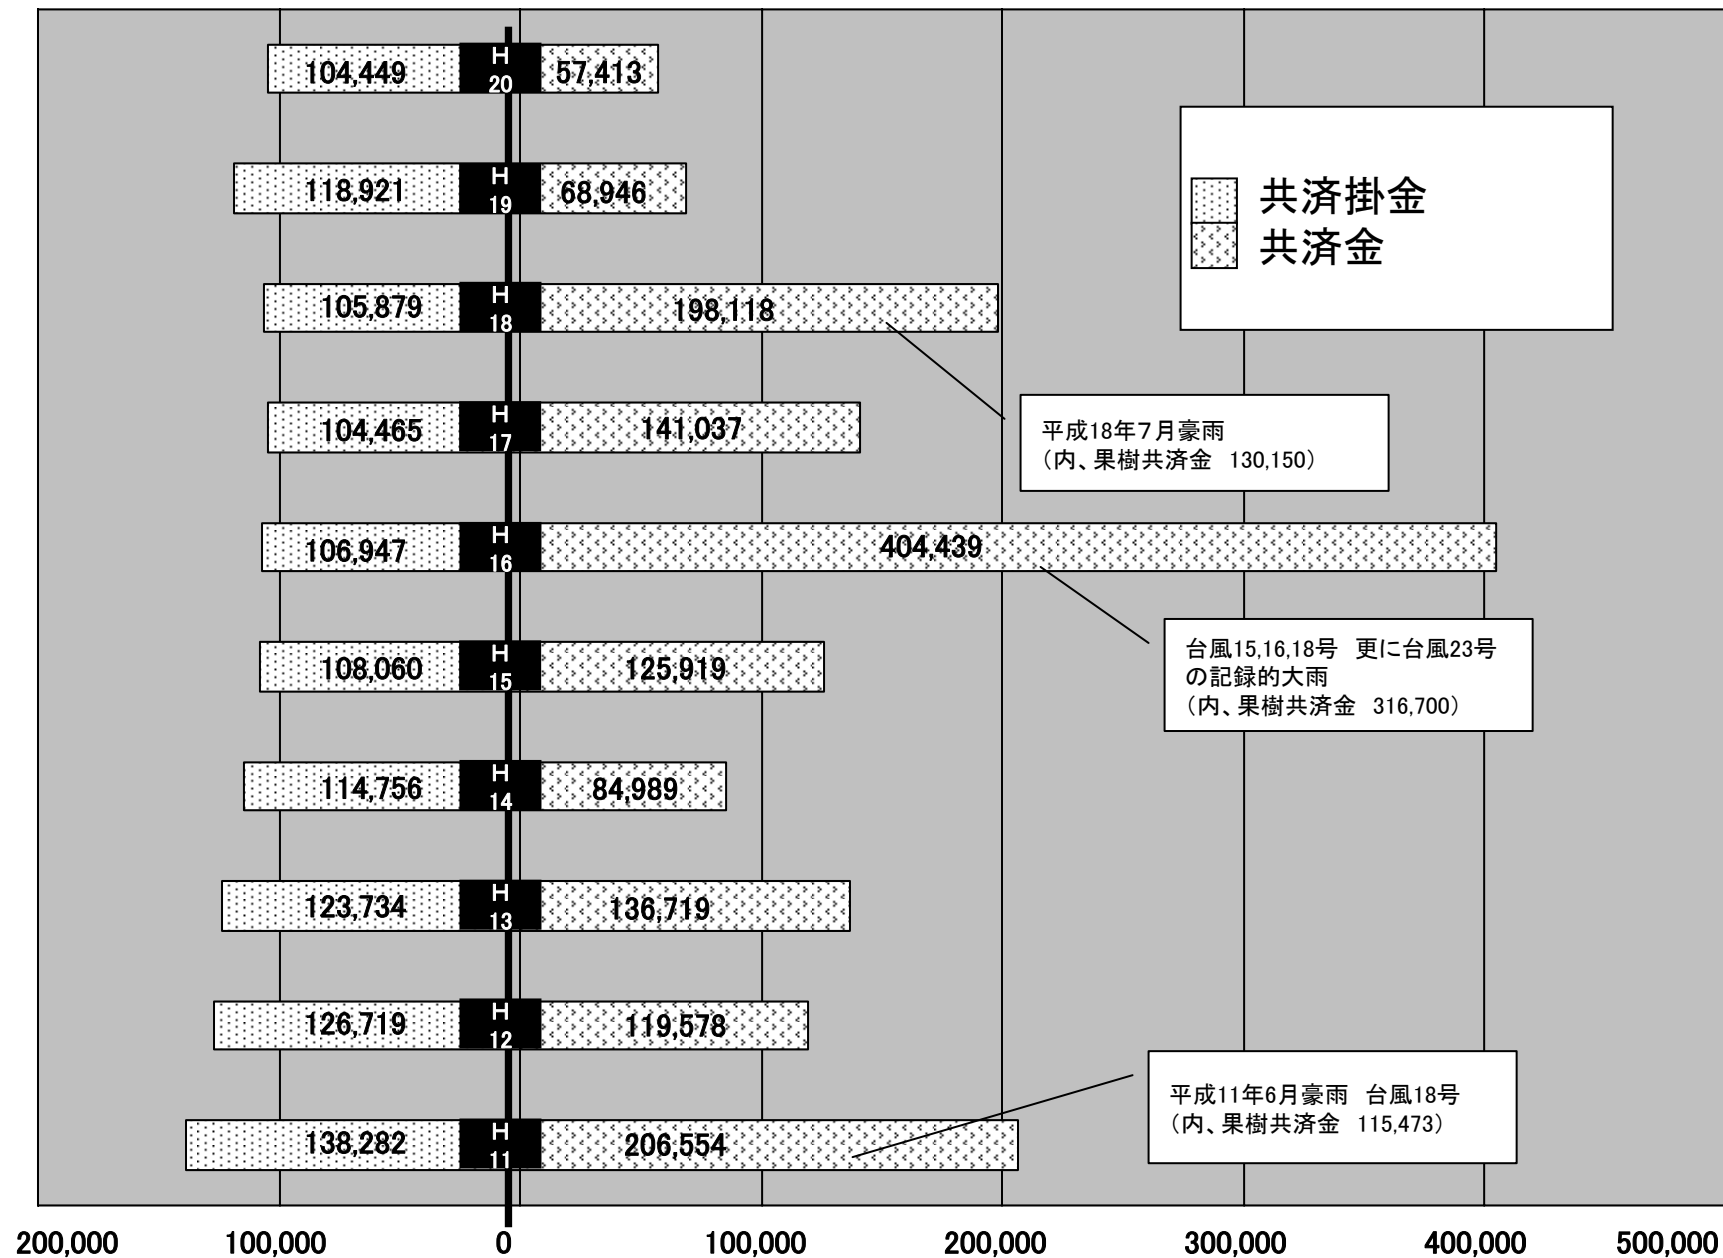 104,449 H 20 57,413
118,921 H 19 68,946
共済掛金
共済金
105,879 H 18 198,118
104,465 H 17 141,037
平成18年7月豪雨
(内、果樹共済金 130,150)
106,947 H 16 404,439
台風15,16,18号 更に台風23号
の記録的大雨
(内、果樹共済金 316,700)
108,060 H 15 125,919
114,756 H 14 84,989
123,734 H 13 136,719
126,719 H 12 119,578
平成11年6月豪雨 台風18号
(内、果樹共済金 115,473)
138,282 H 11 206,554
200,000 100,000 0 100,000 200,000 300,000 400,000 500,000